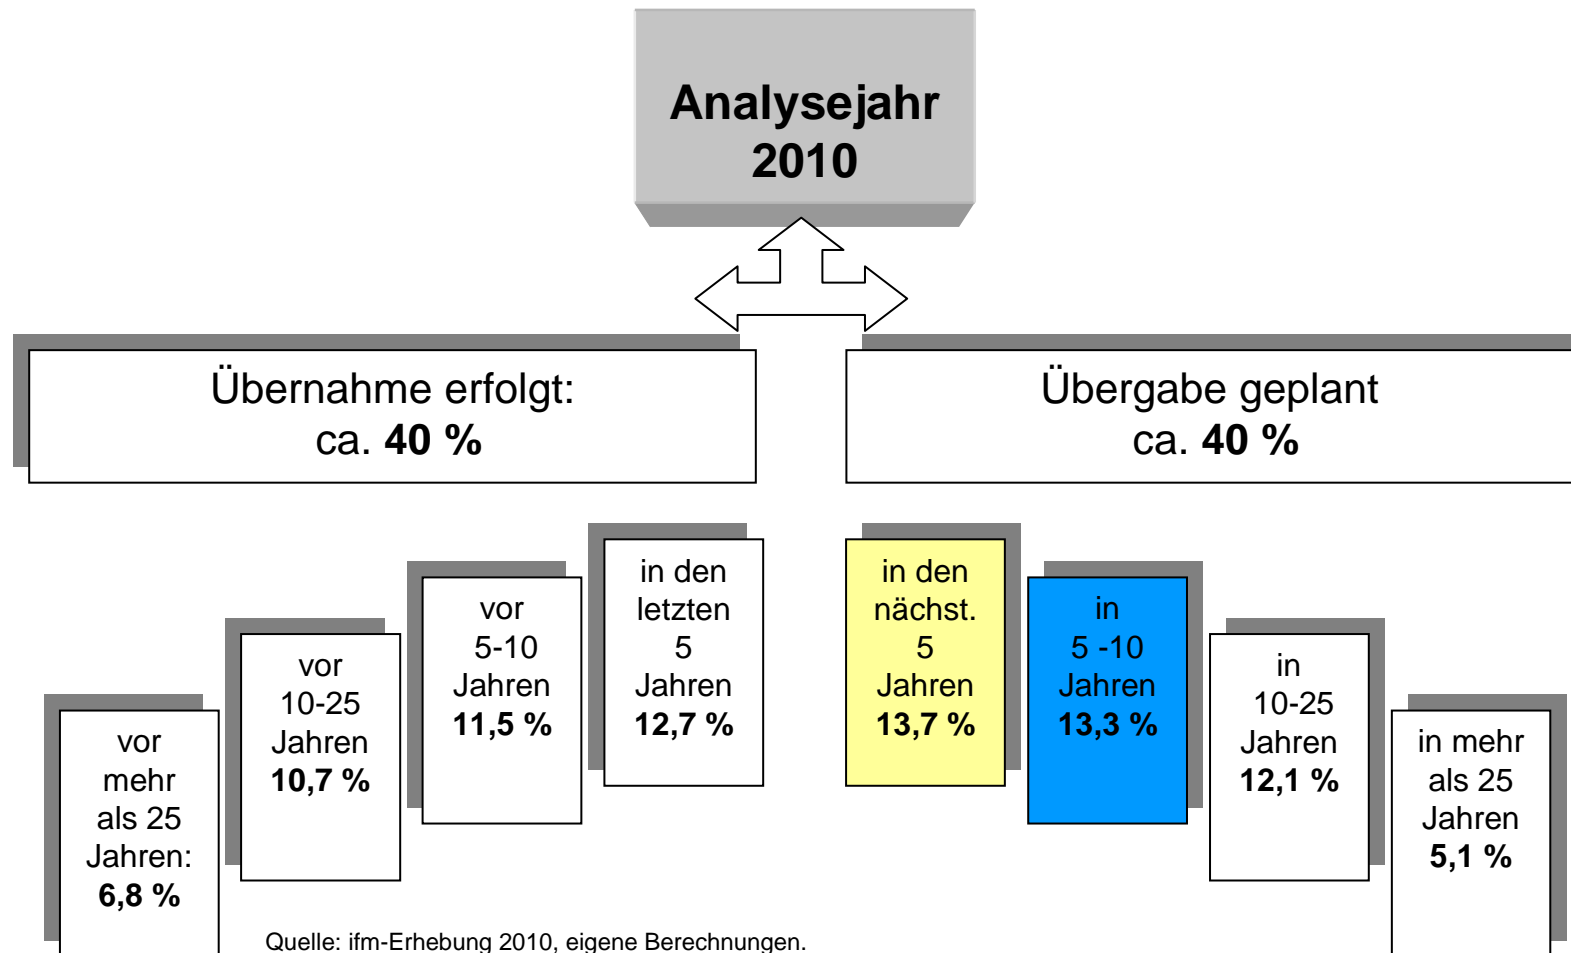 Analysejahr
2010
Übernahme erfolgt:
ca. 40 %
Übergabe geplant
ca. 40 %
vor
mehr
als 25
Jahren:
6,8 %
vor
10-25
Jahren
10,7 %
vor
5-10
Jahren
11,5 %
in den
letzten
5
Jahren
12,7 %
in den
nächst.
5
Jahren
13,7 %
in
5 -10
Jahren
13,3 %
in
10-25
Jahren
12,1 %
in mehr
als 25
Jahren
5,1 %
Quelle: ifm-Erhebung 2010, eigene Berechnungen.